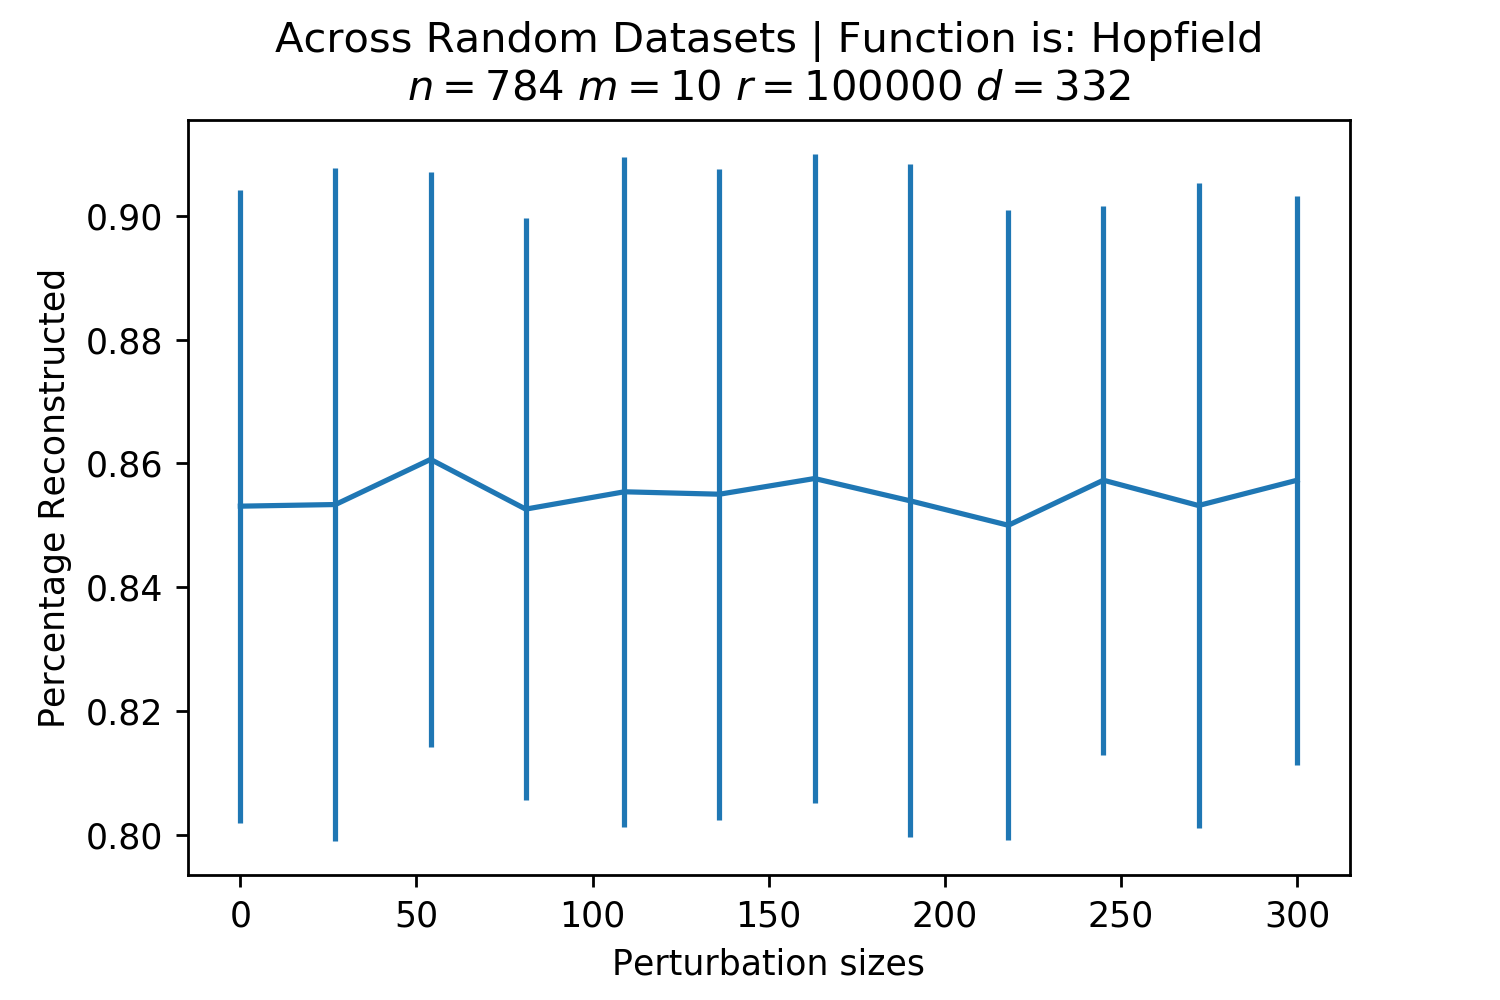 Across Random Datasets | Function is: Hopfield
n = 784 m = 10 r = 100000 d = 332
Percentage Reconstructed
0.90
0.88
0.86
0.84
0.82
0.80
0 50 100 150 200 250 300
Perturbation sizes